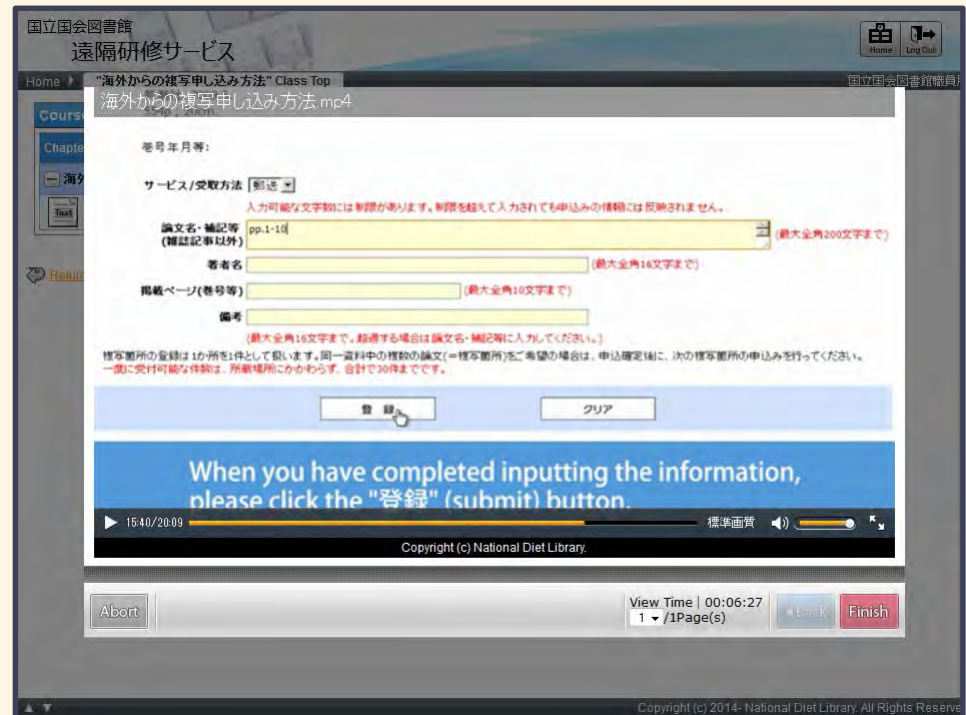 国立国会図書館
遠隔研修サービス
Home
Log Out
Home
"海外からの複写申し込み方法" Class Top
国立国会図書館職員
海外からの複写申し込み方法.mp4
Course
Chapte
海外
Text
Return
巻号年月等:
サービス/受取方法 郵送
入力可能な文字数には制限があります。制限を超えて入力されても申込みの情報には反映されません。
論文名・補記等 pp.1-10 (最大全角200文字まで)
(雑誌記事以外)
著者名 (最大全角16文字まで)
掲載ページ(巻号等) (最大全角10文字まで)
備考
(最大全角16文字まで。超過する場合は論文名・補記等に入力してください。)
複写箇所の登録は1か所を1件として扱います。同一資料中の複数の論文(=複写箇所)をご希望の場合は、申込確定後に、次の複写箇所の申込みを行ってください。
一度に受付可能な件数は、所蔵場所にかかわらず、合計で30件までです。
登録 クリア
When you have completed inputting the information,
please click the "登録" (submit) button.
15:40/20:09 標準画質
Copyright (c) National Diet Library.
Abort
View Time | 00:06:27
1 /1Page(s)
Back
Finish
Copyright (c) 2014- National Diet Library. All Rights Reserve